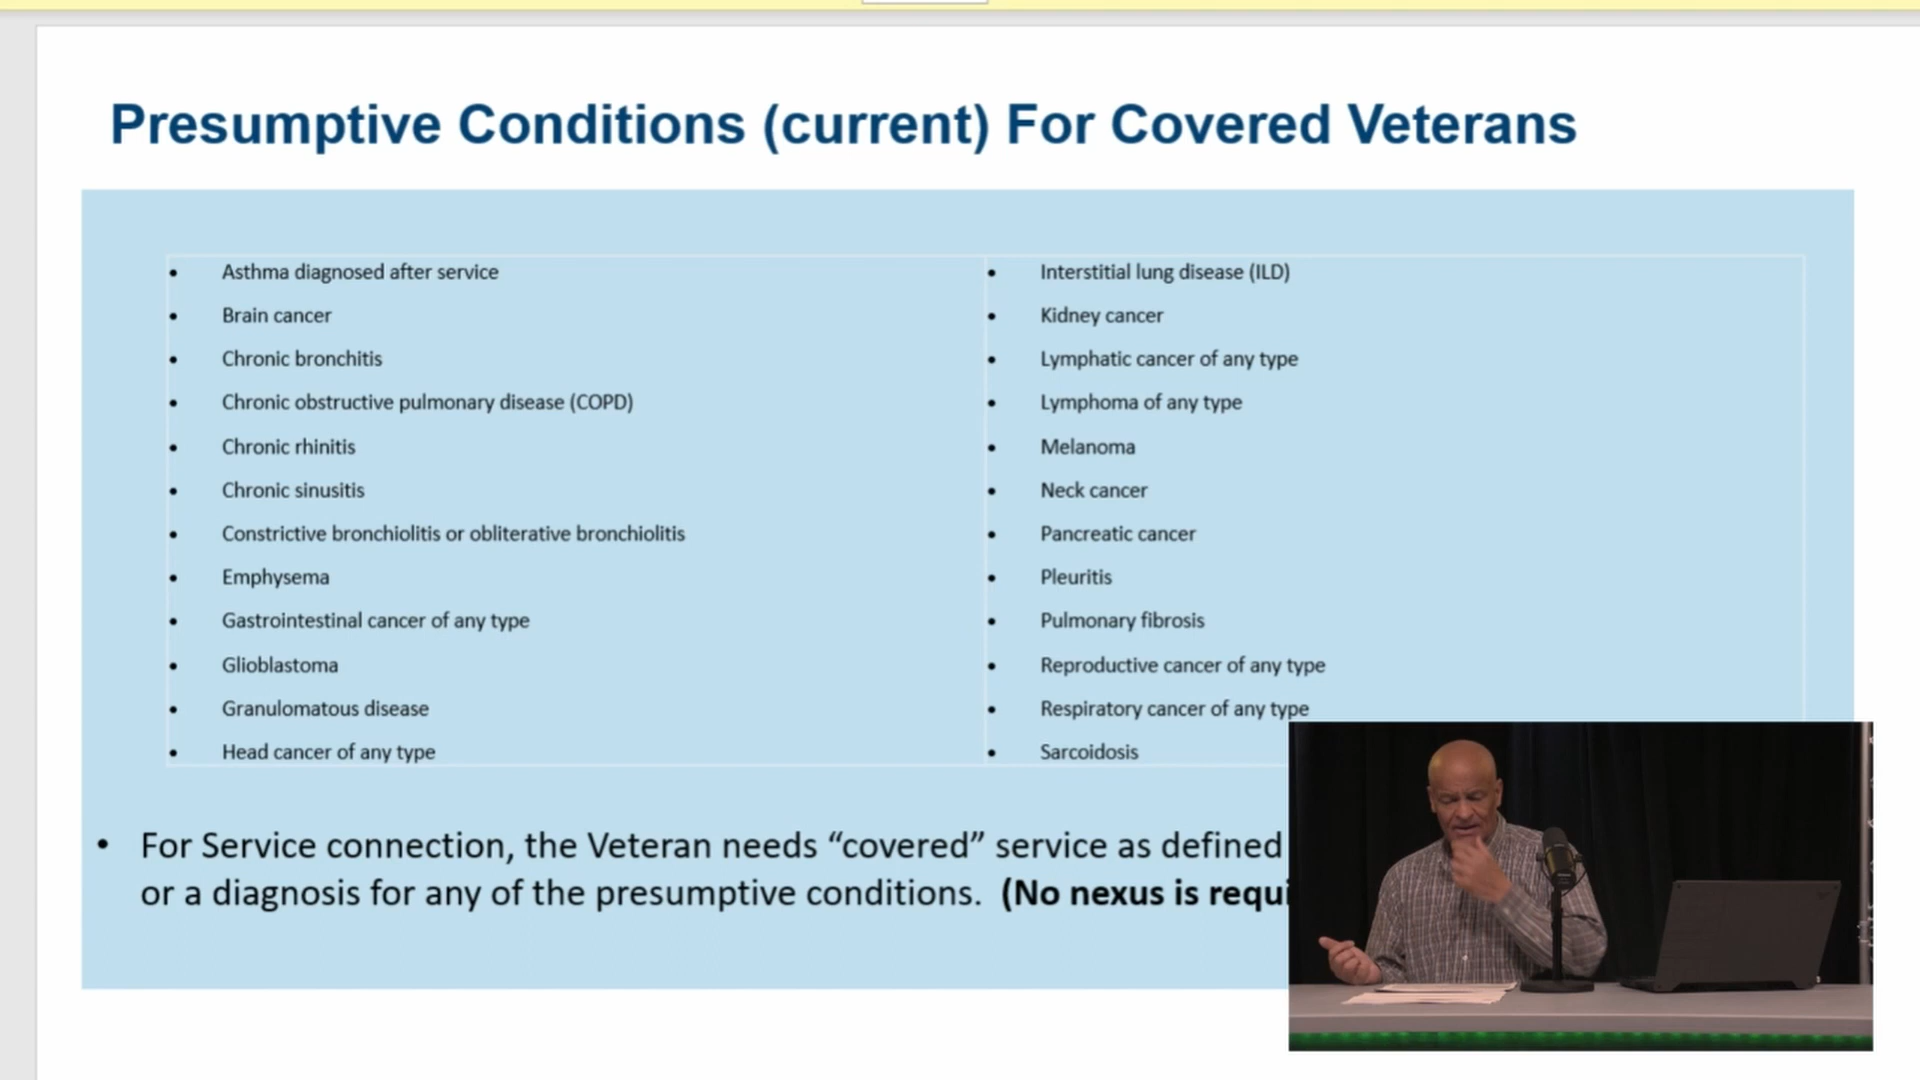 Presumptive Conditions (current) For Covered Veterans
• Asthma diagnosed after service
• Brain cancer
• Chronic bronchitis
• Chronic obstructive pulmonary disease (COPD)
• Chronic rhinitis
• Chronic sinusitis
• Constrictive bronchiolitis or obliterative bronchiolitis
• Emphysema
• Gastrointestinal cancer of any type
• Glioblastoma
• Granulomatous disease
• Head cancer of any type
• Interstitial lung disease (ILD)
• Kidney cancer
• Lymphatic cancer of any type
• Lymphoma of any type
• Melanoma
• Neck cancer
• Pancreatic cancer
• Pleuritis
• Pulmonary fibrosis
• Reproductive cancer of any type
• Respiratory cancer of any type
• Sarcoidosis
• For Service connection, the Veteran needs “covered” service as defined
or a diagnosis for any of the presumptive conditions. (No nexus is